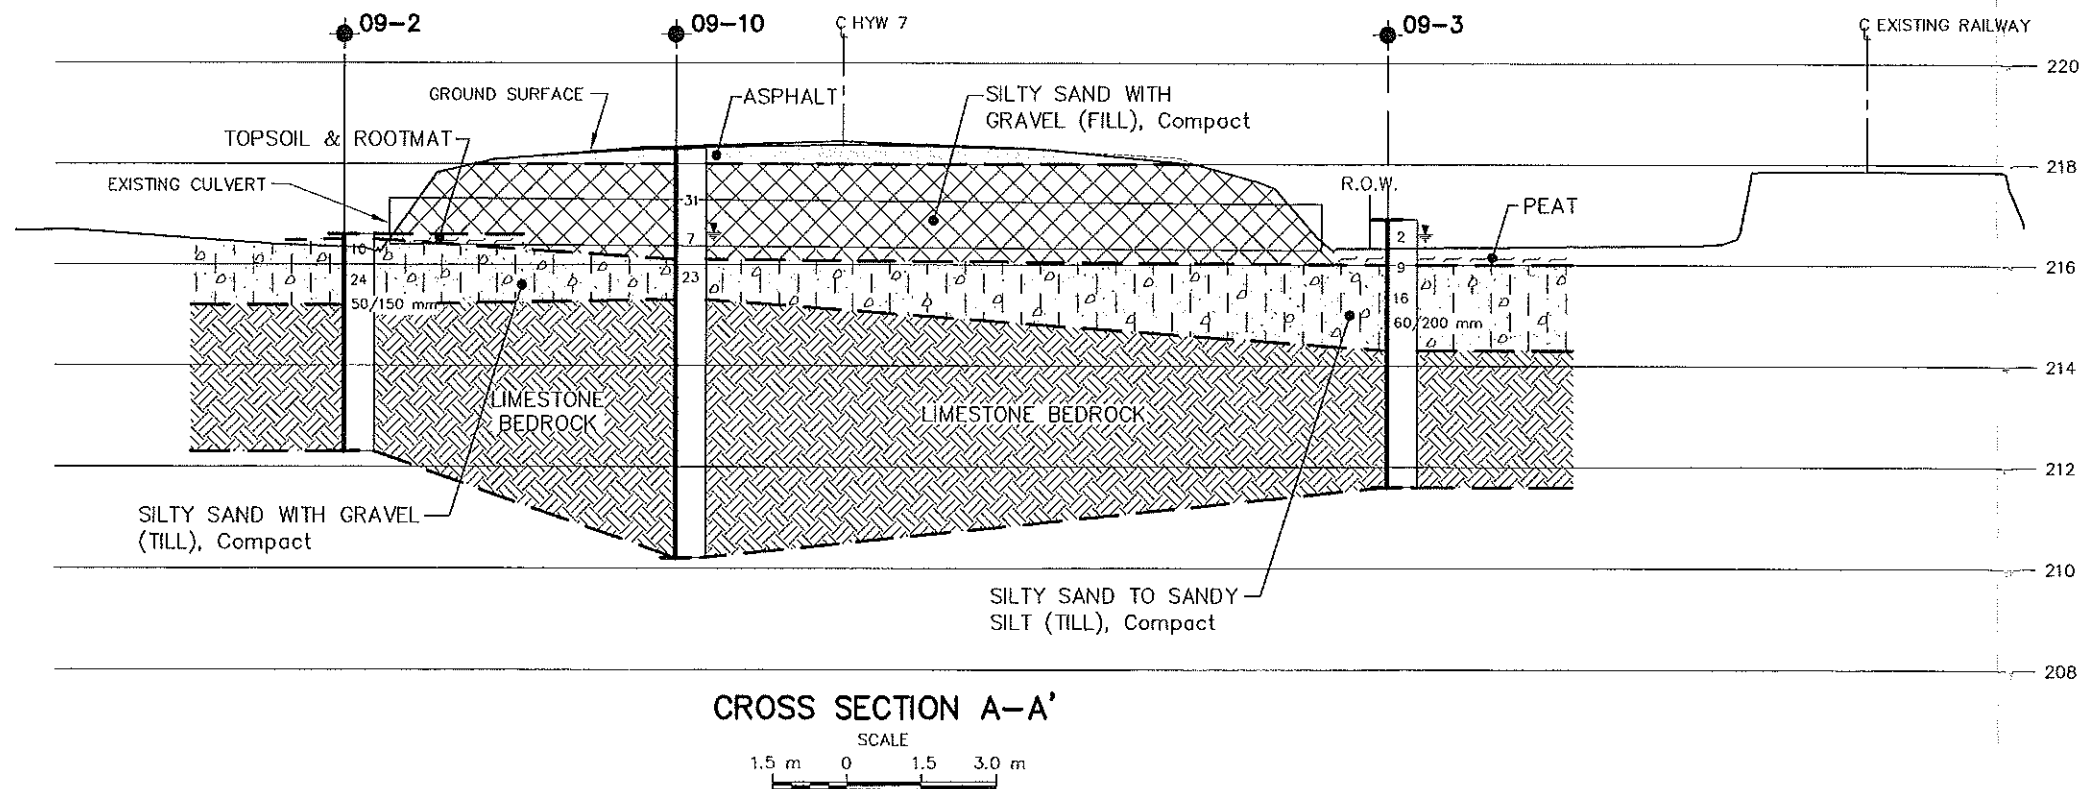 09-2
09-10
C HYW 7
09-3
C EXISTING RAILWAY
220
GROUND SURFACE
ASPHALT
SILTY SAND WITH
GRAVEL (FILL), Compact
TOPSOIL & ROOTMAT
218
EXISTING CULVERT
R.O.W.
31
PEAT
7
2
16
216
24
23
9
50/150 mm
16
60/200 mm
214
LIMESTONE
BEDROCK
LIMESTONE BEDROCK
212
SILTY SAND WITH GRAVEL
(TILL), Compact
210
SILTY SAND TO SANDY
SILT (TILL), Compact
208
CROSS SECTION A-A'
SCALE
1.5 m 0 1.5 3.0 m